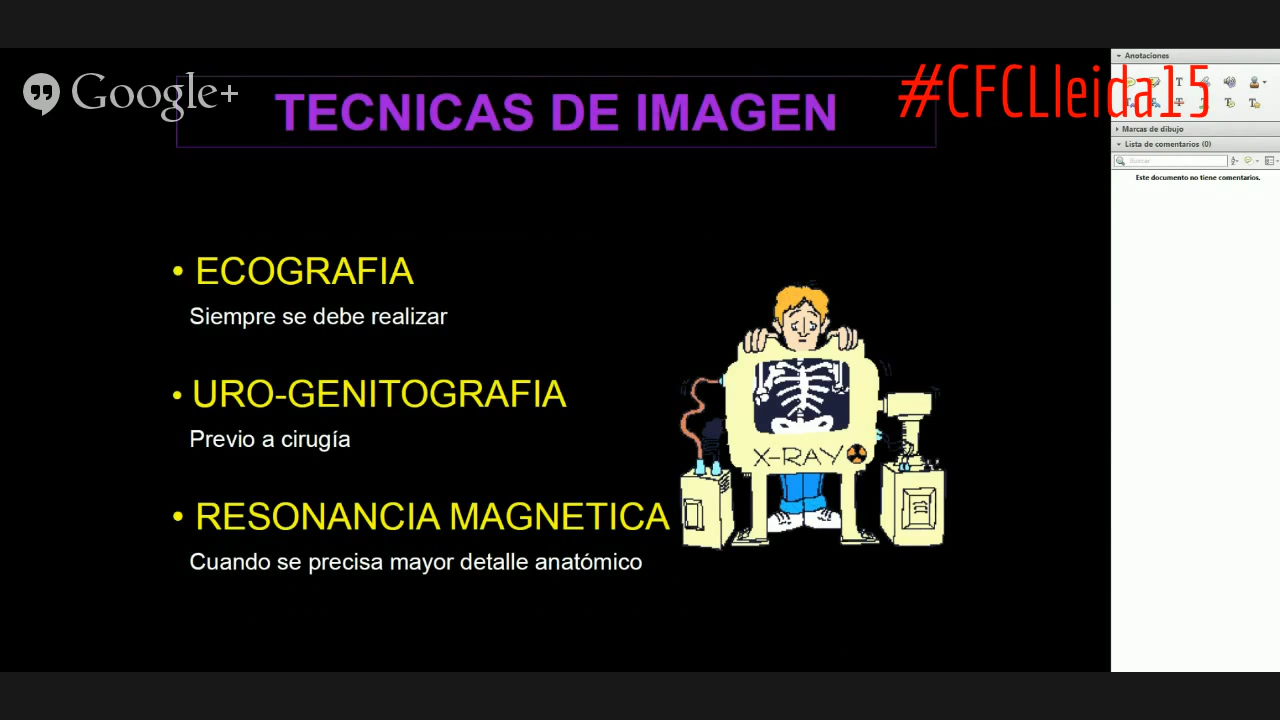 Google+
#CFCLleida15
TECNICAS DE IMAGEN
• ECOGRAFIA
Siempre se debe realizar
• URO-GENITOGRAFIA
Previo a cirugía
• RESONANCIA MAGNETICA
Cuando se precisa mayor detalle anatómico
X-RAY
Anotaciones
Marcas de dibujo
Lista de comentarios (0)
Buscar
Este documento no tiene comentarios.